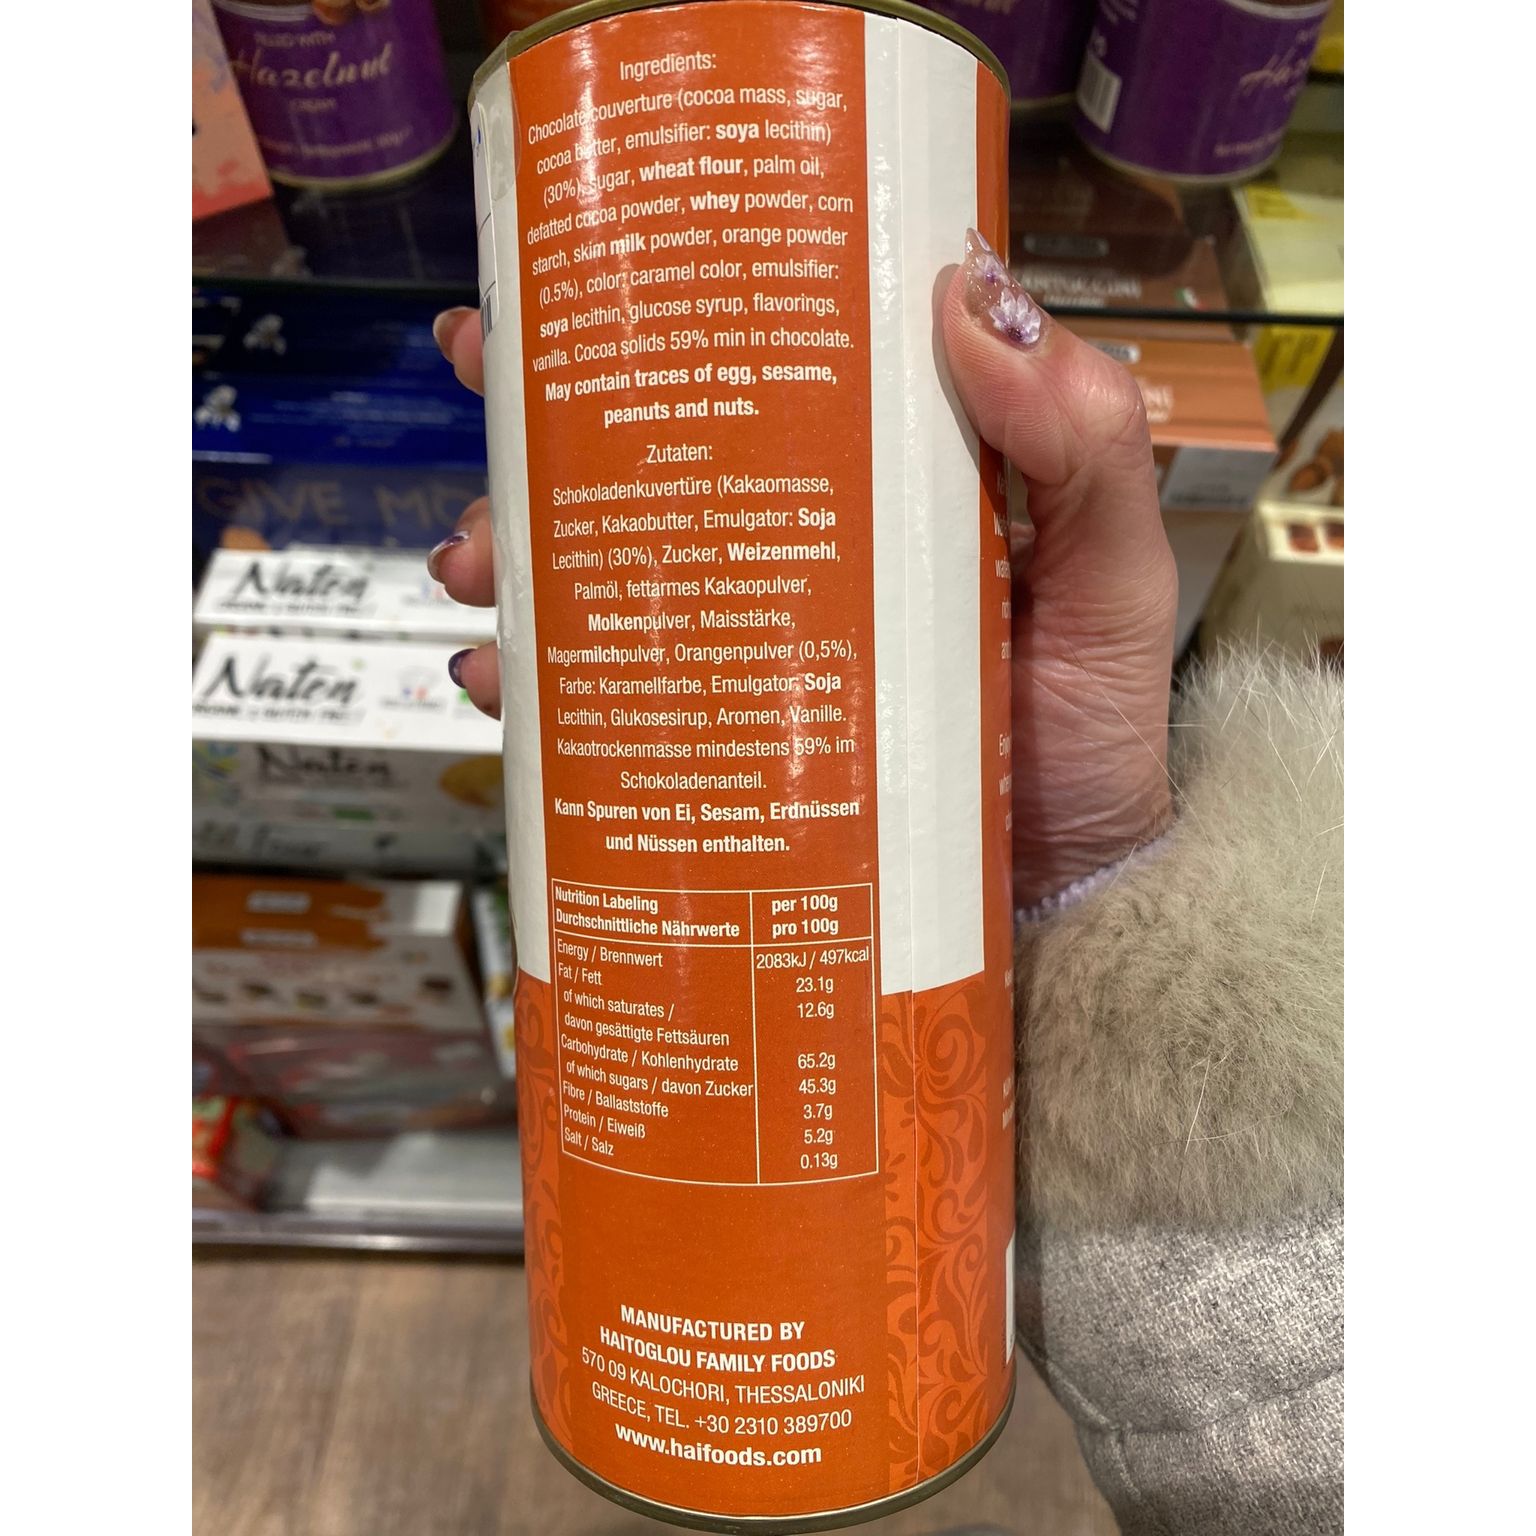 Ingredients:
Chocolate couverture (cocoa mass, sugar,
cocoa butter, emulsifier: soya lecithin)
(30%), sugar, wheat flour, palm oil,
defatted cocoa powder, whey powder, corn
starch, skim milk powder, orange powder
(0.5%), color: caramel color, emulsifier:
soya lecithin, glucose syrup, flavorings,
vanilla. Cocoa solids 59% min in chocolate.
May contain traces of egg, sesame,
peanuts and nuts.
Zutaten:
Schokoladenkuvertüre (Kakaomasse,
Zucker, Kakaobutter, Emulgator: Soja
Lecithin) (30%), Zucker, Weizenmehl,
Palmöl, fettarmes Kakaopulver,
Molkenpulver, Maisstärke,
Magermilchpulver, Orangenpulver (0,5%),
Farbe: Karamellfarbe, Emulgator: Soja
Lecithin, Glukosesirup, Aromen, Vanille.
Kakaotrockenmasse mindestens 59% im
Schokoladenanteil.
Kann Spuren von Ei, Sesam, Erdnüssen
und Nüssen enthalten.
Nutrition Labeling per 100g
Durchschnittliche Nährwerte pro 100g
Energy / Brennwert 2083kJ / 497kcal
Fat / Fett 23.1g
of which saturates / 12.6g
davon gesättigte Fettsäuren
Carbohydrate / Kohlenhydrate 65.2g
of which sugars / davon Zucker 45.3g
Fibre / Ballaststoffe 3.7g
Protein / Eiweiß 5.2g
Salt / Salz 0.13g
MANUFACTURED BY
HAITOGLOU FAMILY FOODS
570 09 KALOCHORI, THESSALONIKI
GREECE, TEL. +30 2310 389700
www.haifoods.com
FILLED WITH
Hazelnut
CREAM
GIVE
Naten
Naten
Naten